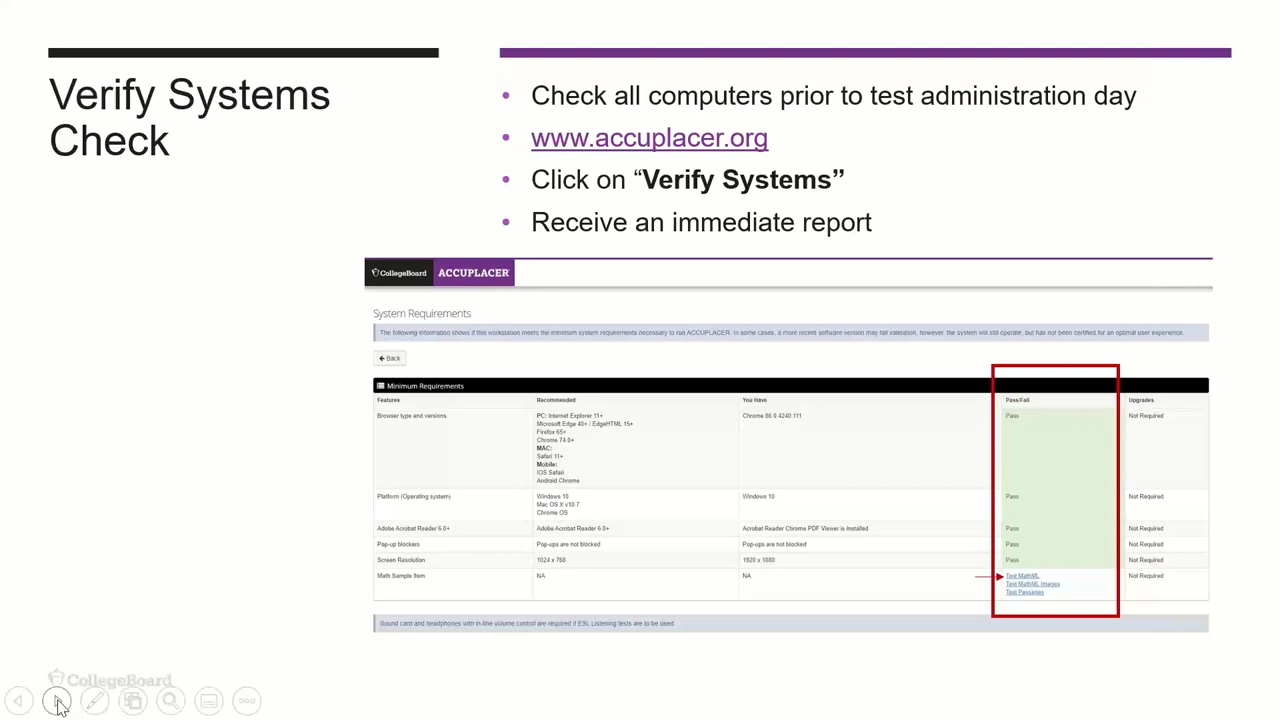 Verify Systems
Check
• Check all computers prior to test administration day
• www.accuplacer.org
• Click on “Verify Systems”
• Receive an immediate report
CollegeBoard ACCUPLACER
System Requirements
The following information shows if this workstation meets the minimum system requirements necessary to run ACCUPLACER. In some cases, a more recent software version may fail validation, however, the system will still operate, but has not been certified for an optimal user experience.
Back
Minimum Requirements
Features Recommended You Have Pass/Fail Upgrades
Browser type and versions. PC: Internet Explorer 11+ Chrome 86.0.4240.111 Pass Not Required
Microsoft Edge 40+ / EdgeHTML 15+
Firefox 65+
Chrome 74.0+
MAC:
Safari 11+
Mobile:
IOS Safari
Android Chrome
Platform (Operating system) Windows 10 Windows 10 Pass Not Required
Mac OS X v10.7
Chrome OS
Adobe Acrobat Reader 6.0+ Adobe Acrobat Reader 6.0+ Acrobat Reader Chrome PDF Viewer is Installed Pass Not Required
Pop-up blockers Pop-ups are not blocked Pop-ups are not blocked Pass Not Required
Screen Resolution 1024 x 768 1920 x 1080 Pass Not Required
Math Sample Item NA NA Test MathML Not Required
Test MathML Images
Test Passages
Sound card and headphones with in-line volume control are required if ESL Listening tests are to be used.
CollegeBoard